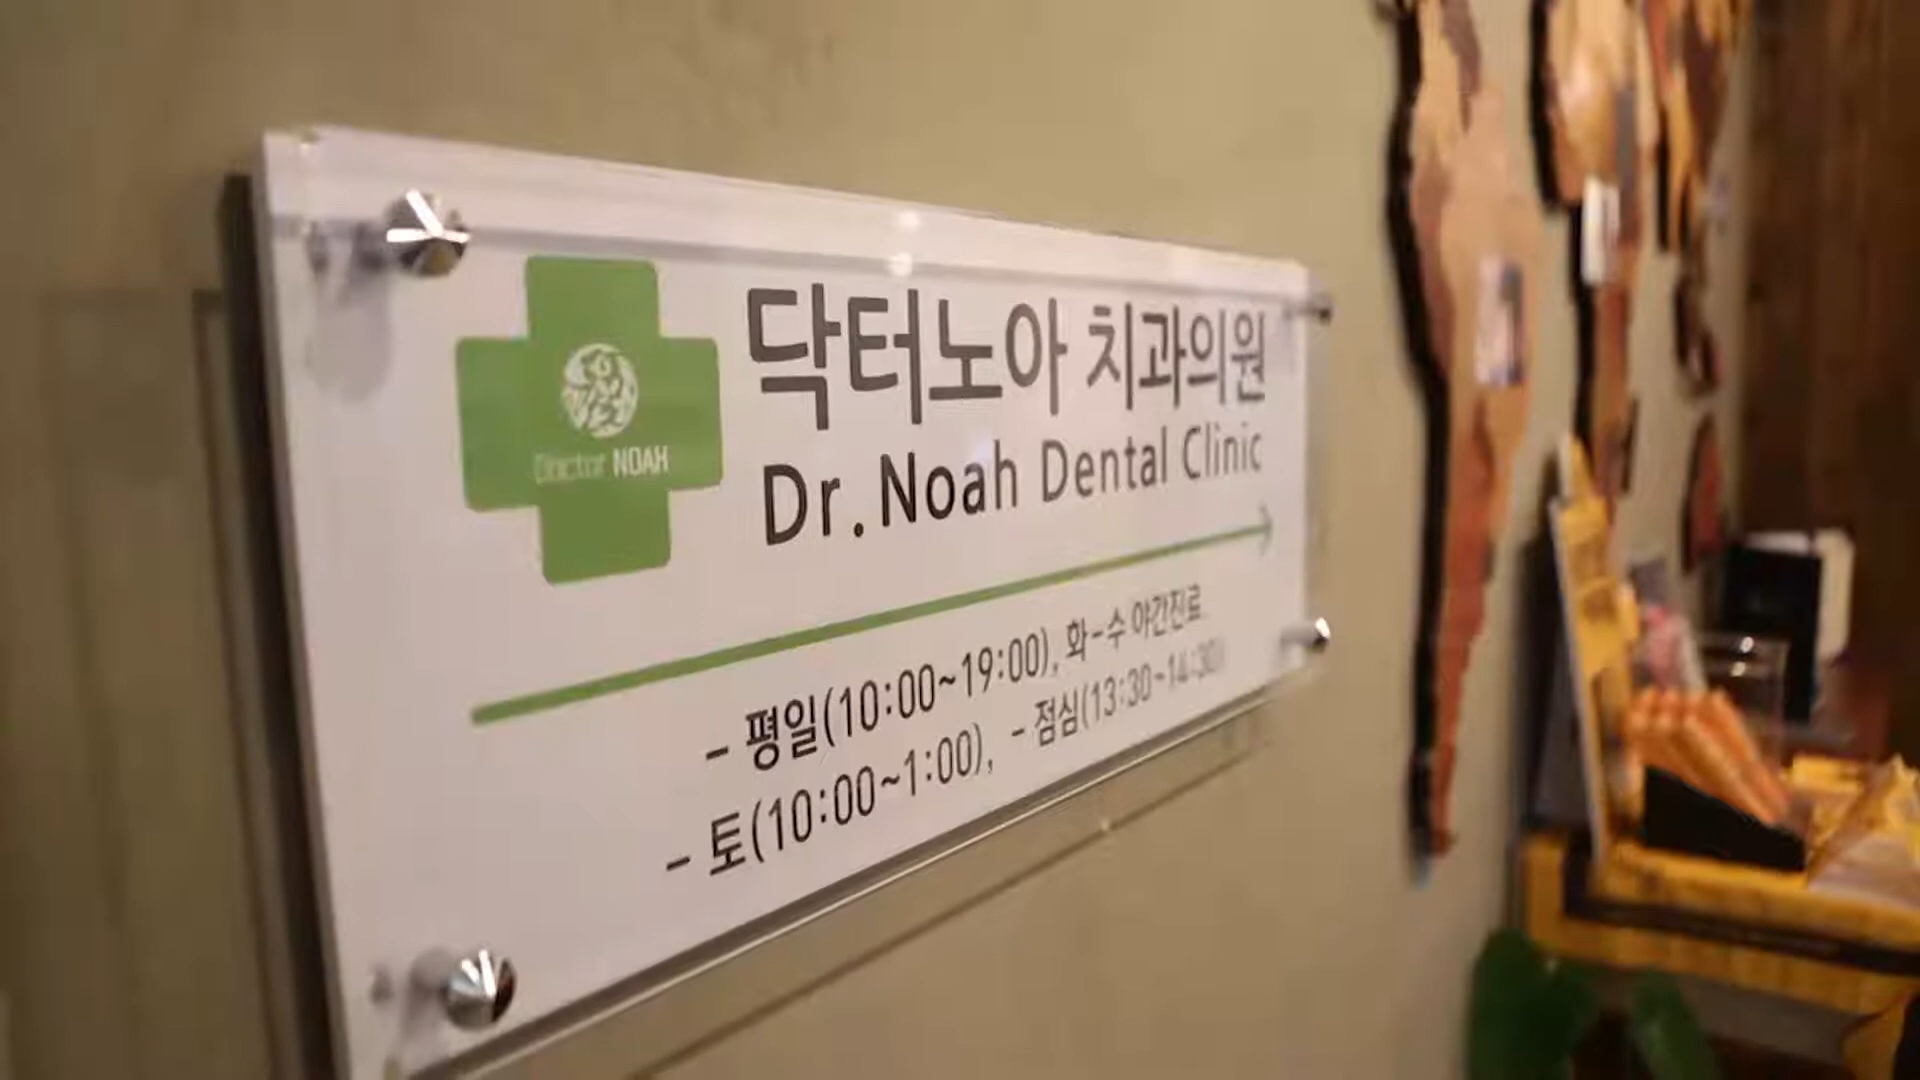 닥터노아 치과의원
Dr. Noah Dental Clinic
Doctor NOAH
- 평일(10:00~19:00), 화-수 야간진료
- 토(10:00~1:00), - 점심(13:30~14:30)